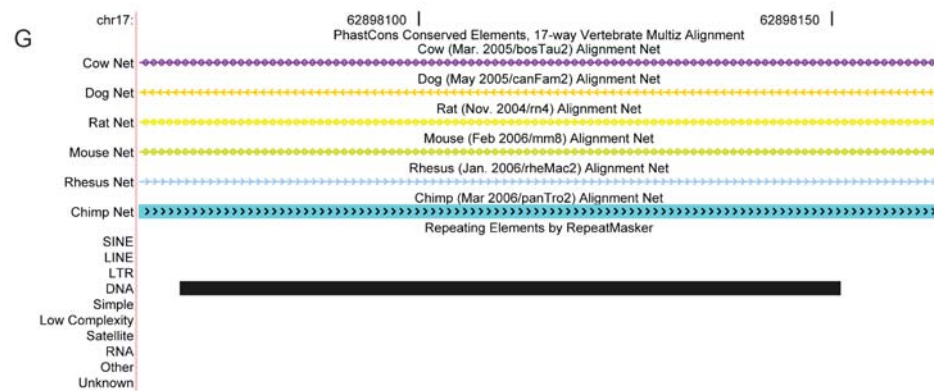 chr17: 62898100 62898150
G
PhastCons Conserved Elements, 17-way Vertebrate Multiz Alignment
Cow (Mar. 2005/bosTau2) Alignment Net
Cow Net
Dog (May 2005/canFam2) Alignment Net
Dog Net
Rat (Nov. 2004/rn4) Alignment Net
Rat Net
Mouse (Feb 2006/mm8) Alignment Net
Mouse Net
Rhesus (Jan. 2006/rheMac2) Alignment Net
Rhesus Net
Chimp (Mar 2006/panTro2) Alignment Net
Chimp Net
Repeating Elements by RepeatMasker
SINE
LINE
LTR
DNA
Simple
Low Complexity
Satellite
RNA
Other
Unknown